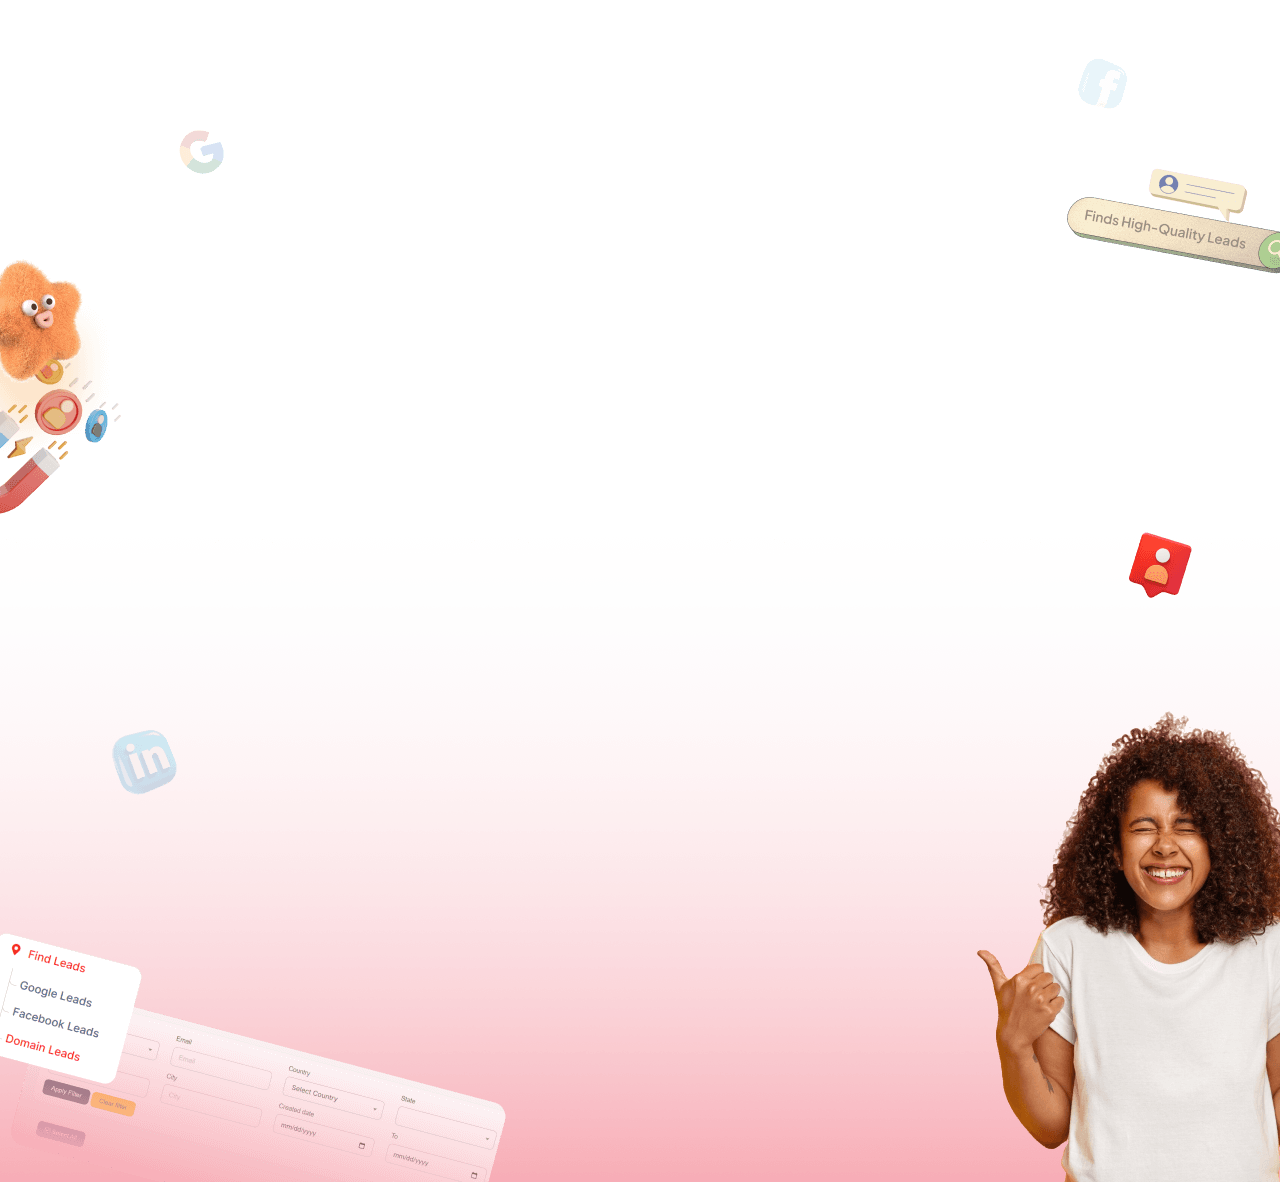 Finds High-Quality Leads
in
Find Leads
Google Leads
Facebook Leads
Domain Leads
Email
Email
Country
Select Country
State
City
City
Created date
mm/dd/yyyy
To
mm/dd/yyyy
Apply Filter
Clear filter